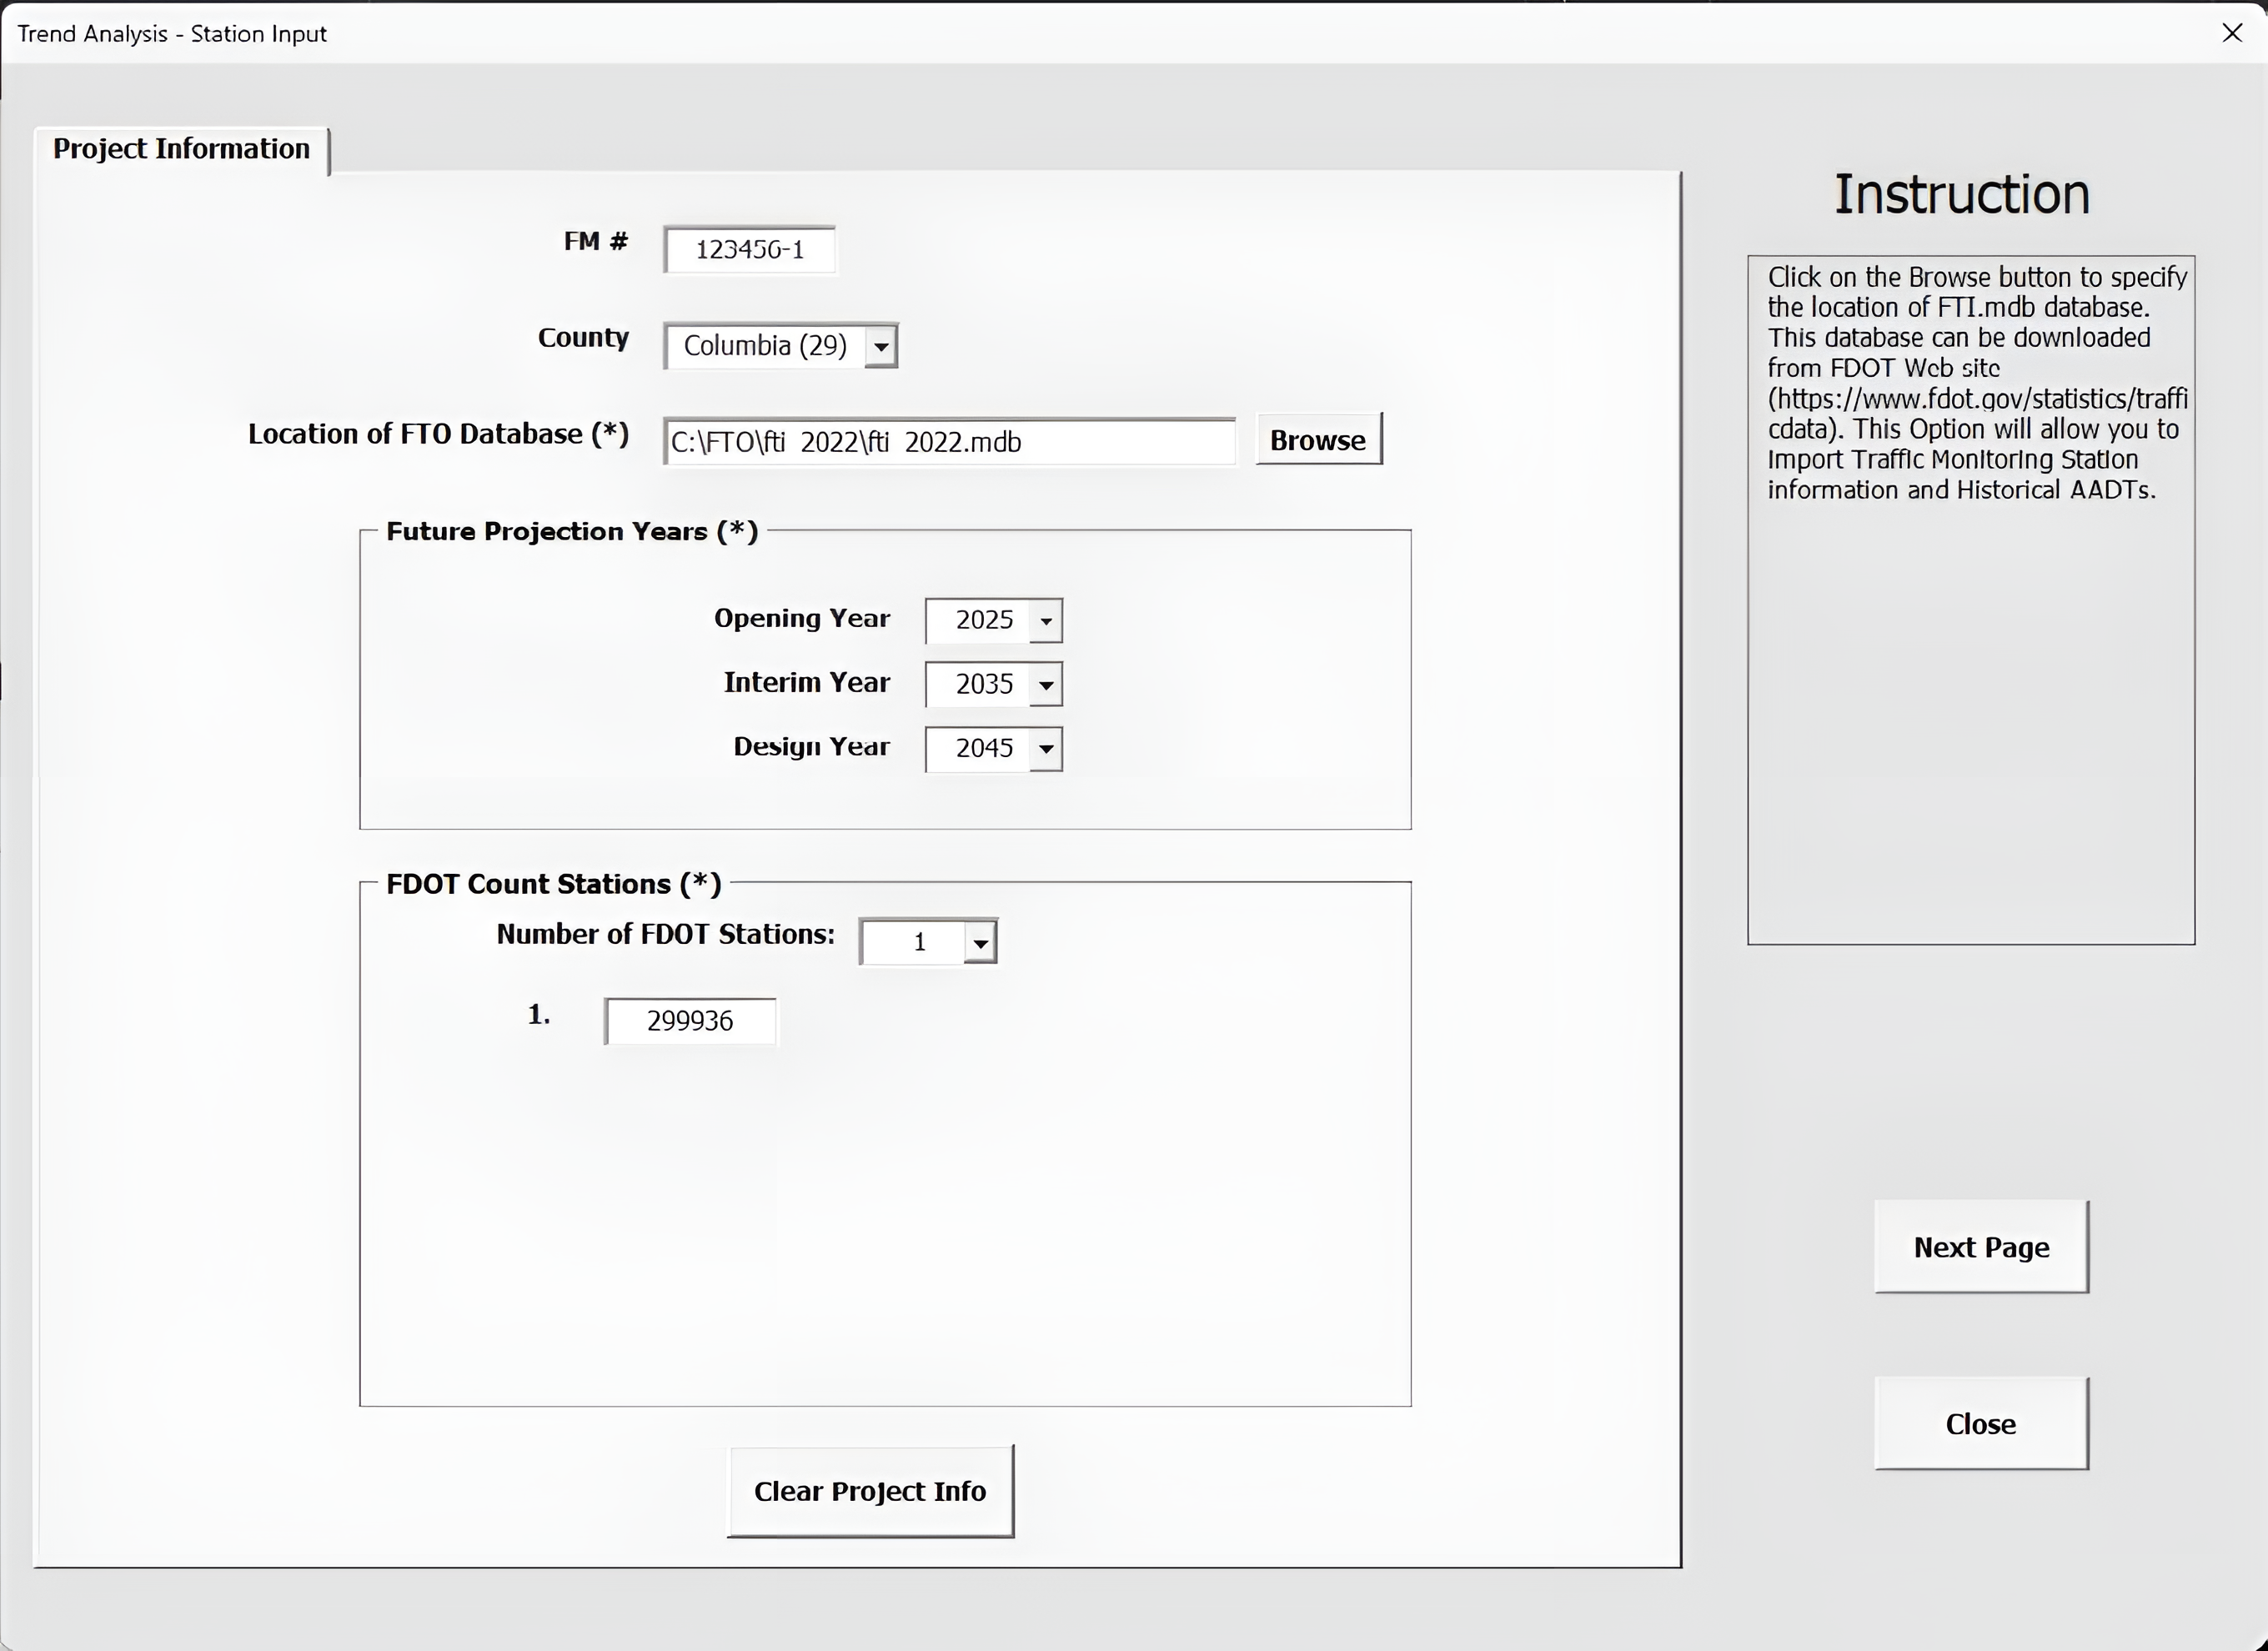 Trend Analysis - Station Input
Project Information
FM #
123456-1
County
Columbia (29)
Location of FTO Database (*)
C:\FTO\fti 2022\fti 2022.mdb
Browse
Future Projection Years (*)
Opening Year
2025
Interim Year
2035
Design Year
2045
FDOT Count Stations (*)
Number of FDOT Stations:
1
1.
299936
Clear Project Info
Instruction
Click on the Browse button to specify
the location of FTI.mdb database.
This database can be downloaded
from FDOT Web site
(https://www.fdot.gov/statistics/traffi
cdata). This Option will allow you to
Import Traffic Monitoring Station
information and Historical AADTs.
Next Page
Close